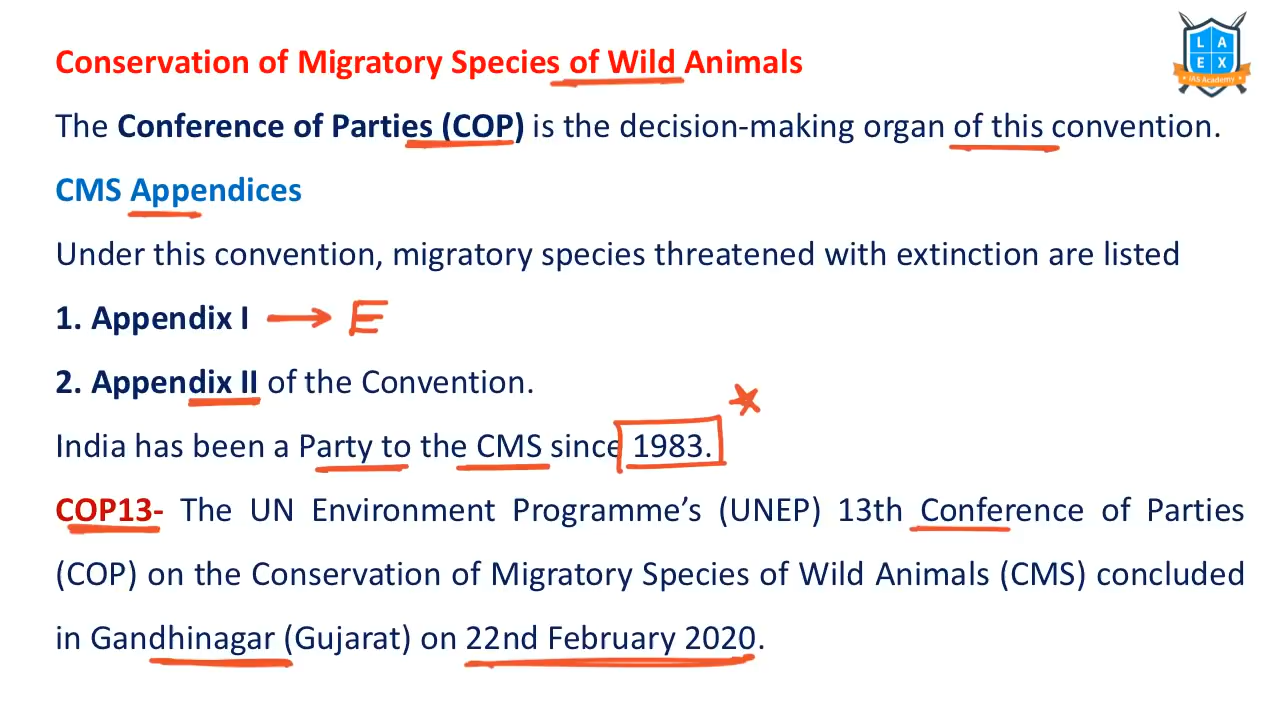 Conservation of Migratory Species of Wild Animals
L A
E X
IAS Academy
The Conference of Parties (COP) is the decision-making organ of this convention.
CMS Appendices
Under this convention, migratory species threatened with extinction are listed
1. Appendix I → E
2. Appendix II of the Convention.
India has been a Party to the CMS since 1983.
COP13- The UN Environment Programme’s (UNEP) 13th Conference of Parties
(COP) on the Conservation of Migratory Species of Wild Animals (CMS) concluded
in Gandhinagar (Gujarat) on 22nd February 2020.